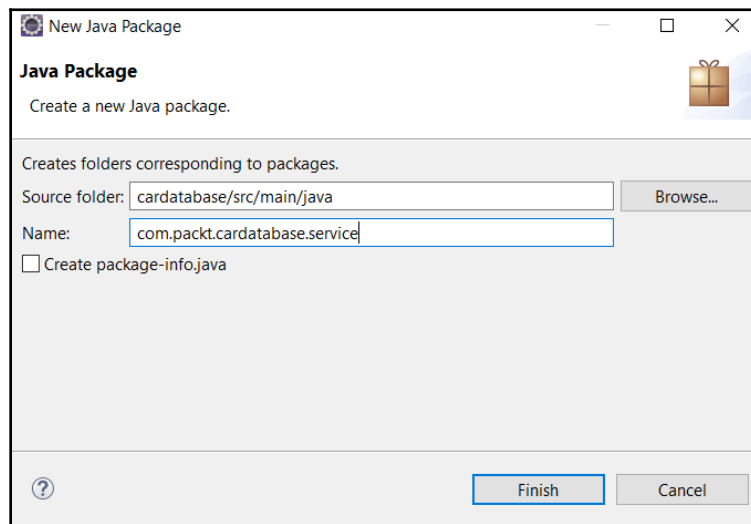 New Java Package
Java Package
Create a new Java package.
Creates folders corresponding to packages.
Source folder: cardatabase/src/main/java Browse...
Name: com.packt.cardatabase.service
Create package-info.java
? Finish Cancel